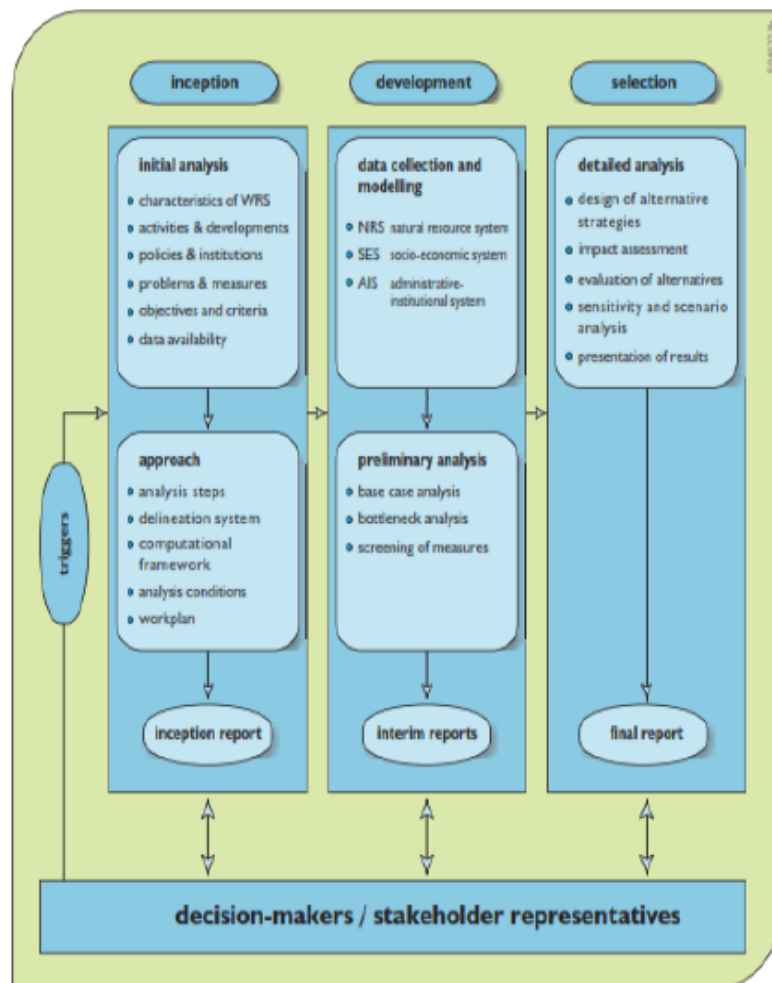 inception
development
selection
initial analysis
characteristics of WRS
activities & developments
policies & institutions
problems & measures
objectives and criteria
data availability
data collection and
modelling
NRS natural resource system
SES socio-economic system
AIS administrative-
institutional system
detailed analysis
design of alternative
strategies
impact assessment
evaluation of alternatives
sensitivity and scenario
analysis
presentation of results
approach
analysis steps
delineation system
computational
framework
analysis conditions
workplan
preliminary analysis
base case analysis
bottleneck analysis
screening of measures
triggers
inception report
interim reports
final report
decision-makers / stakeholder representatives